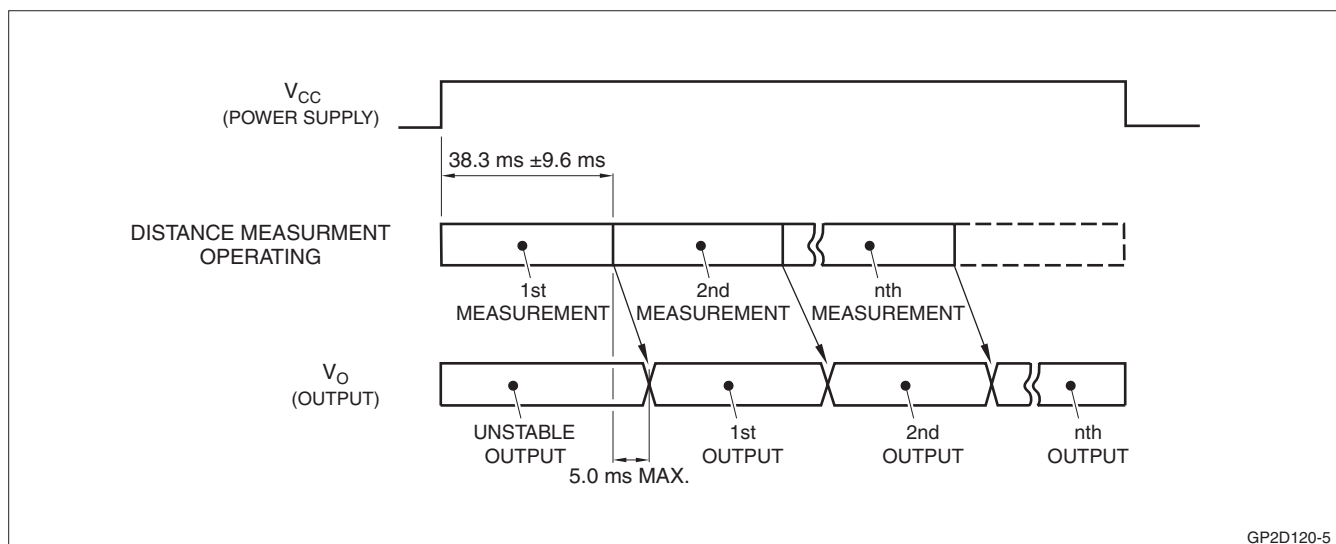 V_CC
(POWER SUPPLY)
38.3 ms ±9.6 ms
DISTANCE MEASURMENT
OPERATING
1st
MEASUREMENT
2nd
MEASUREMENT
nth
MEASUREMENT
V_O
(OUTPUT)
UNSTABLE
OUTPUT
1st
OUTPUT
2nd
OUTPUT
nth
OUTPUT
5.0 ms MAX.
GP2D120-5